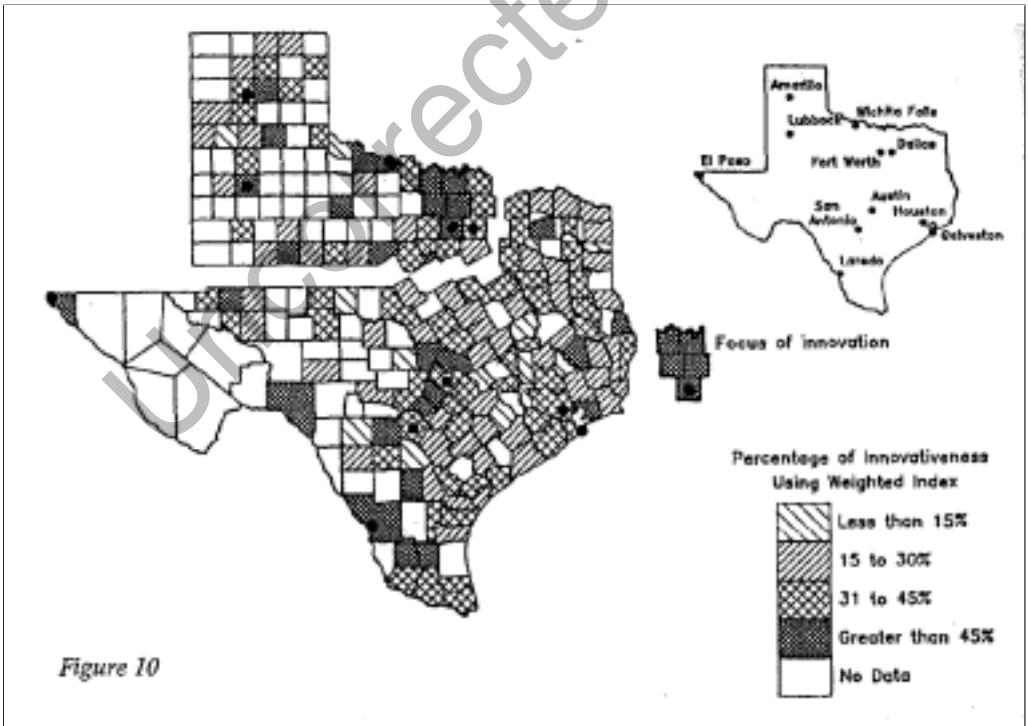 Uncorrecte
Amarillo
Lubbock
Wichita Falls
El Paso
Fort Worth
Dallas
Austin
San
Antonio
Houston
Galveston
Laredo
Focus of innovation
Percentage of Innovativeness
Using Weighted Index
Less than 15%
15 to 30%
31 to 45%
Greater than 45%
No Data
Figure 10